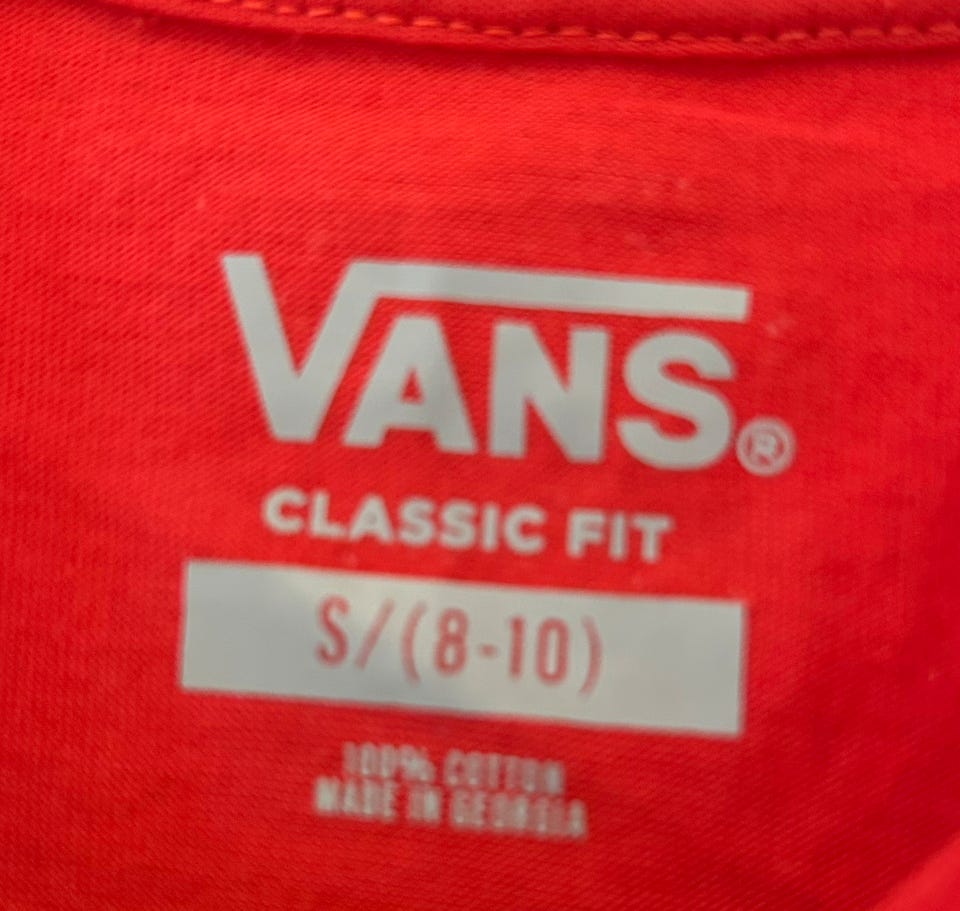 VANS®
CLASSIC FIT
S/(8-10)
100% COTTON
MADE IN GEORGIA